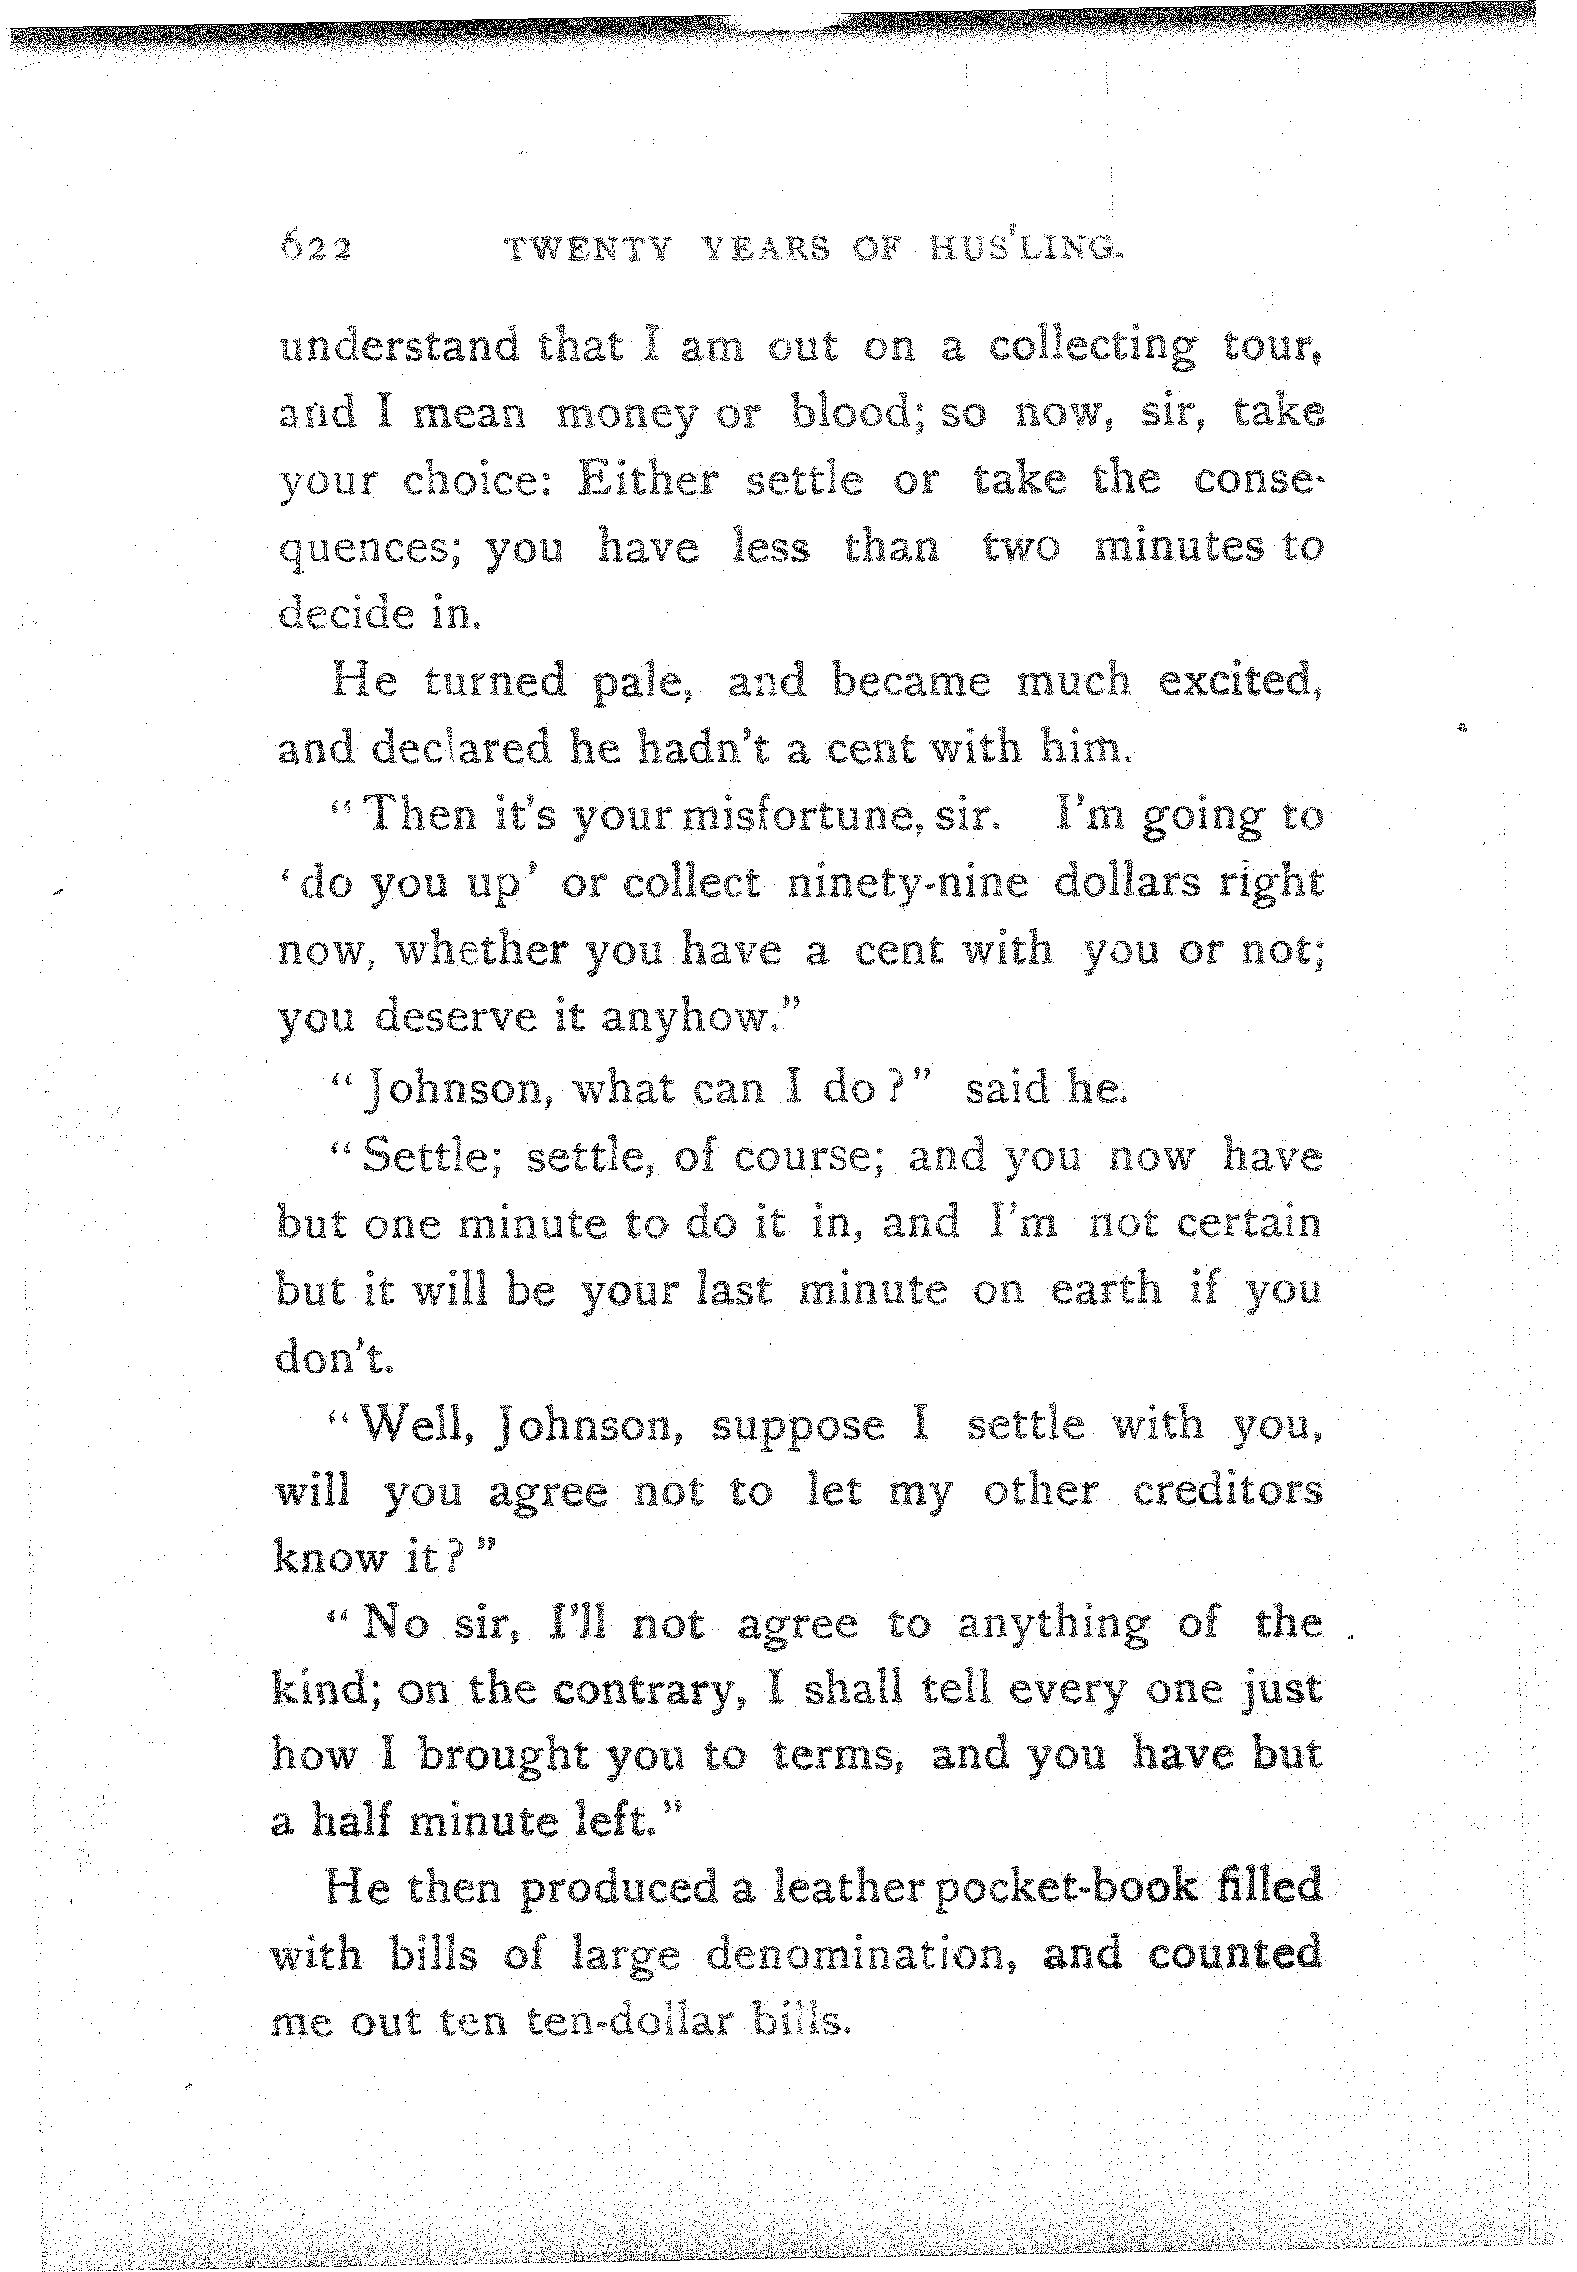 622 TWENTY YEARS OF HUS'LING.
understand that I am out on a collecting tour,
and I mean money or blood; so now, sir, take
your choice: Either settle or take the conse-
quences; you have less than two minutes to
decide in.
He turned pale, and became much excited,
and declared he hadn't a cent with him.
“Then it's your misfortune, sir. I'm going to
‘do you up’ or collect ninety-nine dollars right
now, whether you have a cent with you or not;
you deserve it anyhow.”
“Johnson, what can I do?” said he.
“Settle; settle, of course; and you now have
but one minute to do it in, and I'm not certain
but it will be your last minute on earth if you
don't.
“Well, Johnson, suppose I settle with you,
will you agree not to let my other creditors
know it?”
“No sir, I'll not agree to anything of the
kind; on the contrary, I shall tell every one just
how I brought you to terms, and you have but
a half minute left.”
He then produced a leather pocket-book filled
with bills of large denomination, and counted
me out ten ten-dollar bills.